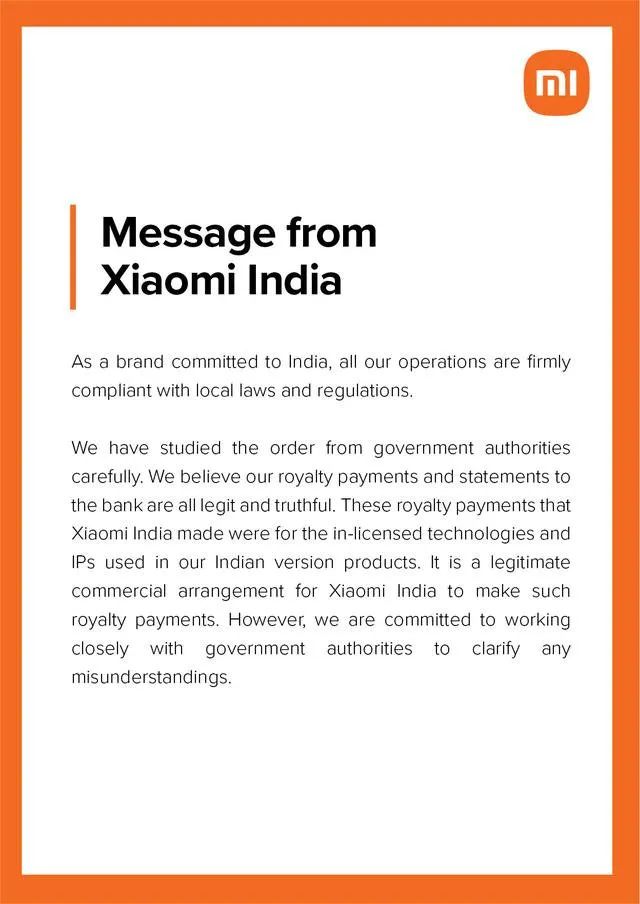 mi
Message from
Xiaomi India
As a brand committed to India, all our operations are firmly
compliant with local laws and regulations.
We have studied the order from government authorities
carefully. We believe our royalty payments and statements to
the bank are all legit and truthful. These royalty payments that
Xiaomi India made were for the in-licensed technologies and
IPs used in our Indian version products. It is a legitimate
commercial arrangement for Xiaomi India to make such
royalty payments. However, we are committed to working
closely with government authorities to clarify any
misunderstandings.